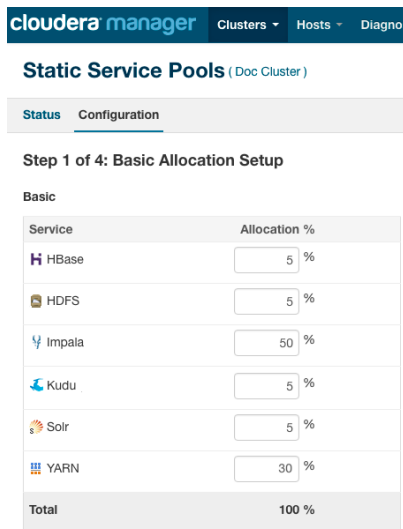 cloudera manager Clusters Hosts Diagno
Static Service Pools ( Doc Cluster )
Status Configuration
Step 1 of 4: Basic Allocation Setup
Basic
Service Allocation %
HBase 5 %
HDFS 5 %
Impala 50 %
Kudu 5 %
Solr 5 %
YARN 30 %
Total 100 %